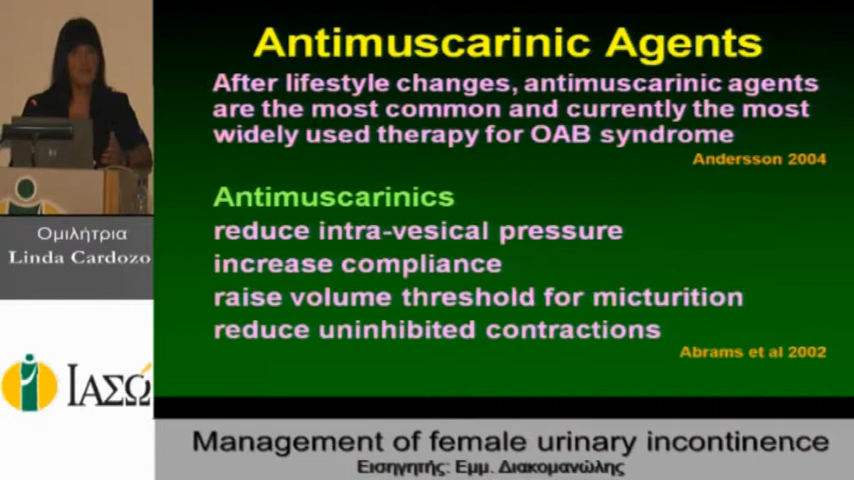 Antimuscarinic Agents
After lifestyle changes, antimuscarinic agents
are the most common and currently the most
widely used therapy for OAB syndrome
Andersson 2004
Antimuscarinics
reduce intra-vesical pressure
increase compliance
raise volume threshold for micturition
reduce uninhibited contractions
Abrams et al 2002
Ομιλήτρια
Linda Cardozo
ΙΑΣΩ
Management of female urinary incontinence
Εισηγητής: Εμμ. Διακομανώλης